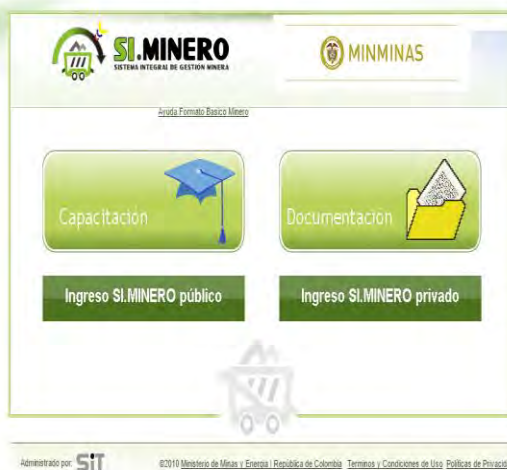 SI.MINERO
SISTEMA INTEGRAL DE GESTION MINERA
MINMINAS
Ayuda Formato Basico Minero
Capacitación
Documentación
Ingreso SI.MINERO público
Ingreso SI.MINERO privado
Administrado por: SiT
©2010 Ministerio de Minas y Energia | República de Colombia Terminos y Condiciones de Uso Politicas de Privacid